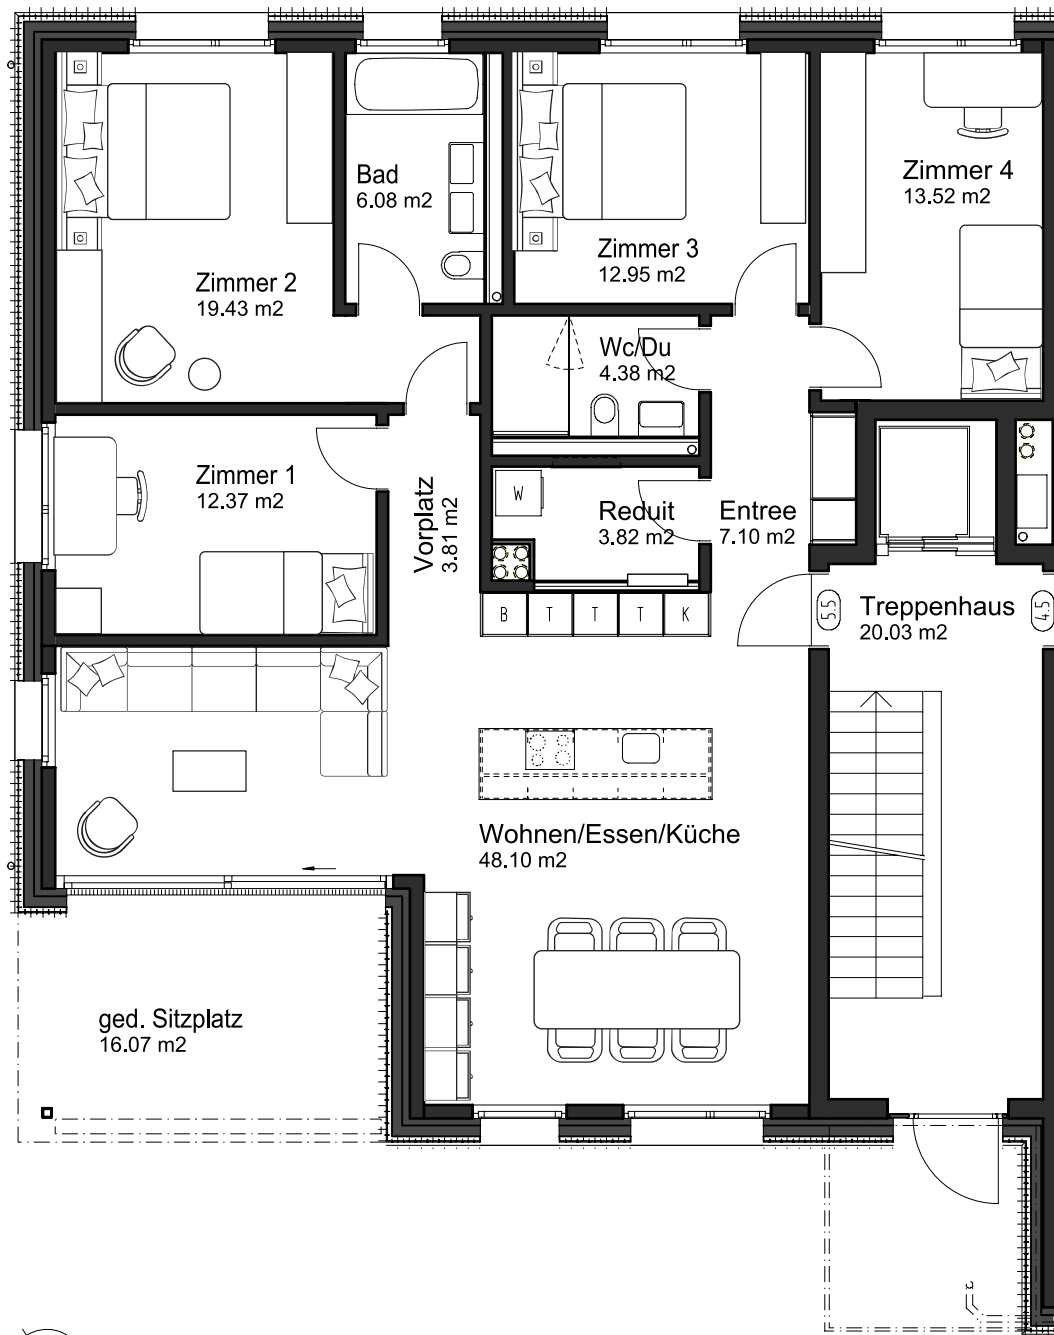 Bad
6.08 m2
Zimmer 4
13.52 m2
Zimmer 3
12.95 m2
Zimmer 2
19.43 m2
Wc/Du
4.38 m2
Zimmer 1
12.37 m2
Vorplatz
3.81 m2
W
Reduit
3.82 m2
Entree
7.10 m2
B T T T K
5.5
Treppenhaus
20.03 m2
4.5
Wohnen/Essen/Küche
48.10 m2
ged. Sitzplatz
16.07 m2